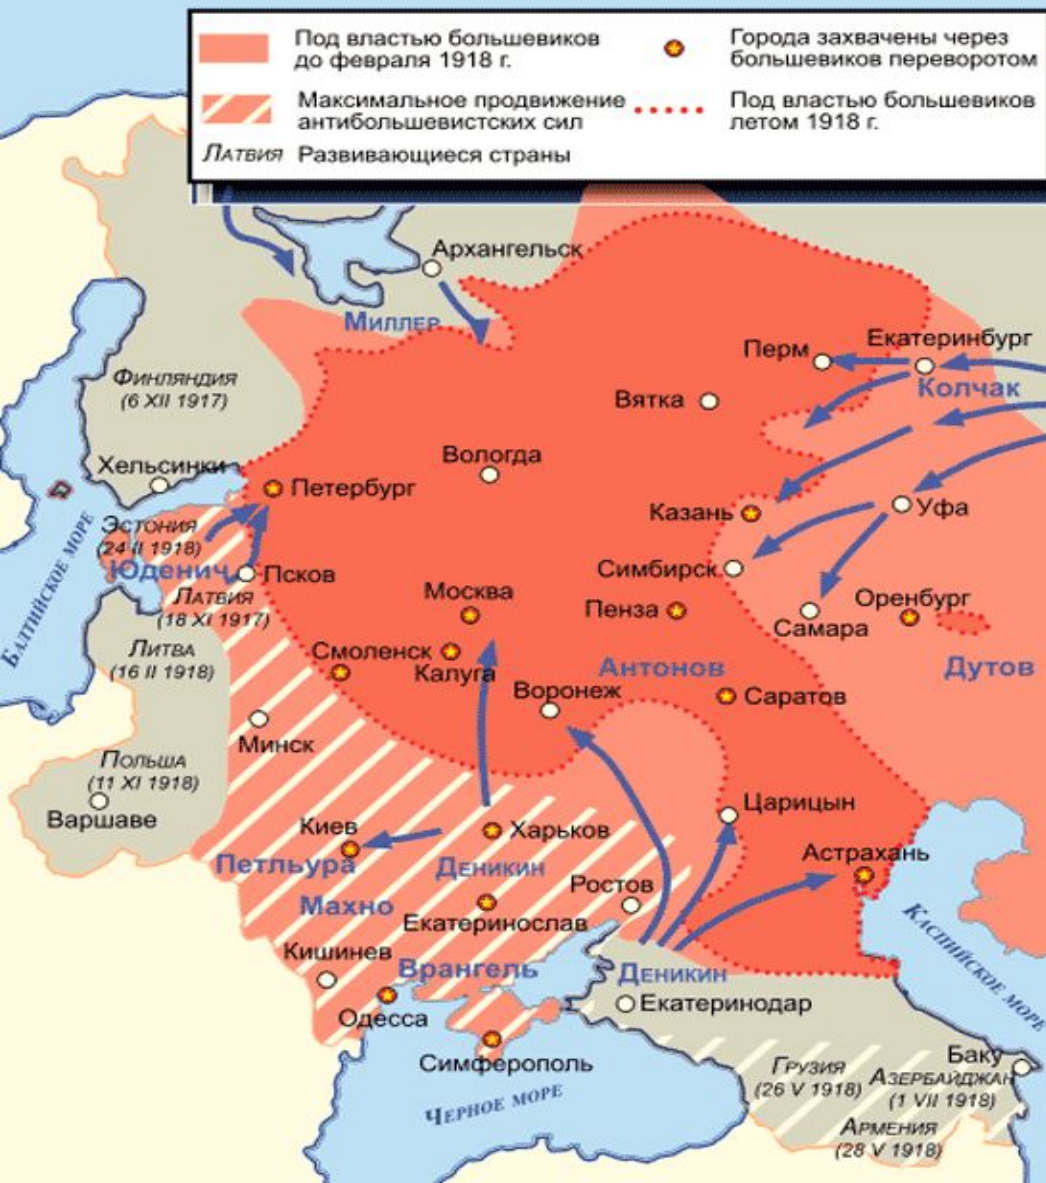 Под властью большевиков
до февраля 1918 г.
Города захвачены через
большевиков переворотом
Максимальное продвижение
антибольшевистских сил
Под властью большевиков
летом 1918 г.
Латвия Развивающиеся страны
Архангельск
Миллер
Екатеринбург
Пермь
Колчак
Финляндия
(6 XII 1917)
Вятка
Вологда
Хельсинки
Петербург
Уфа
Казань
Эстония
(24 II 1918)
Юденич
Псков
Симбирск
Балтийское море
Латвия
(18 XI 1917)
Москва
Пенза
Оренбург
Самара
Литва
(16 II 1918)
Смоленск
Калуга
Антонов
Дутов
Воронеж
Саратов
Минск
Польша
(11 XI 1918)
Варшаве
Царицын
Киев
Харьков
Петльура
Деникин
Астрахань
Ростов
Махно
Екатеринослав
Каспийское море
Кишинев
Врангель
Деникин
Екатеринодар
Одесса
Симферополь
Баку
Грузия
(26 V 1918)
Азербайджан
(1 VII 1918)
Черное море
Армения
(28 V 1918)